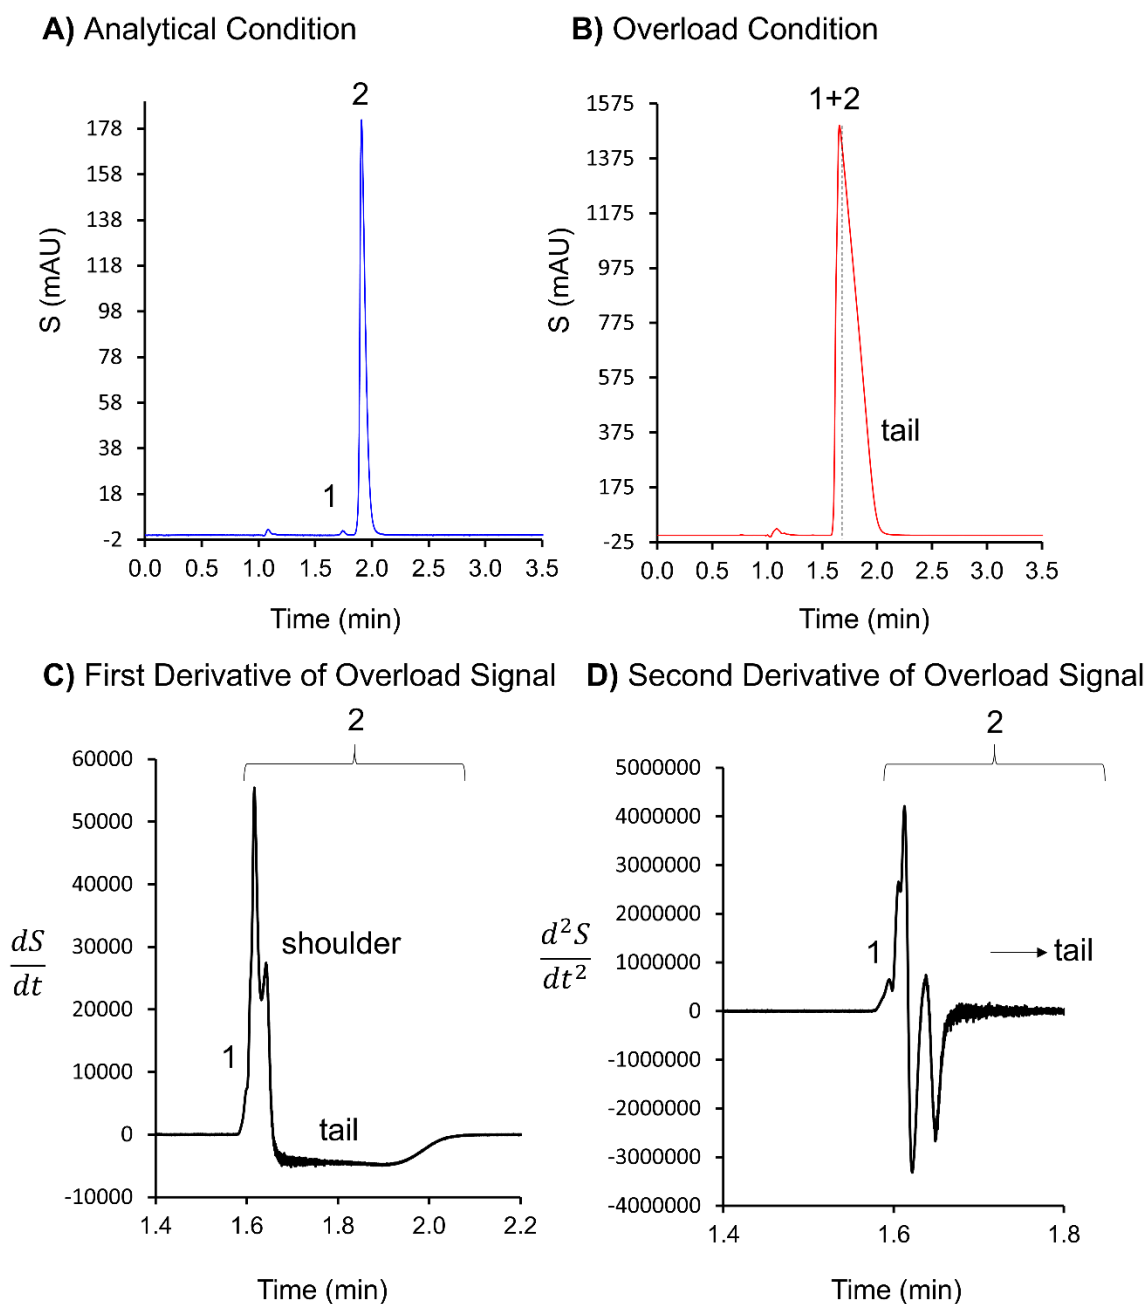 A) Analytical Condition
2
178
158
138
118
98
78
58
38
18
-2
S (mAU)
1
0.0 0.5 1.0 1.5 2.0 2.5 3.0 3.5
Time (min)
B) Overload Condition
1+2
1575
1375
1175
975
775
575
375
175
-25
S (mAU)
tail
0.0 0.5 1.0 1.5 2.0 2.5 3.0 3.5
Time (min)
C) First Derivative of Overload Signal
2
60000
50000
40000
30000
20000
10000
0
-10000
dS
dt
shoulder
1
tail
1.4 1.6 1.8 2.0 2.2
Time (min)
D) Second Derivative of Overload Signal
2
5000000
4000000
3000000
2000000
1000000
0
-1000000
-2000000
-3000000
-4000000
d²S
dt²
1
tail
1.4 1.6 1.8
Time (min)